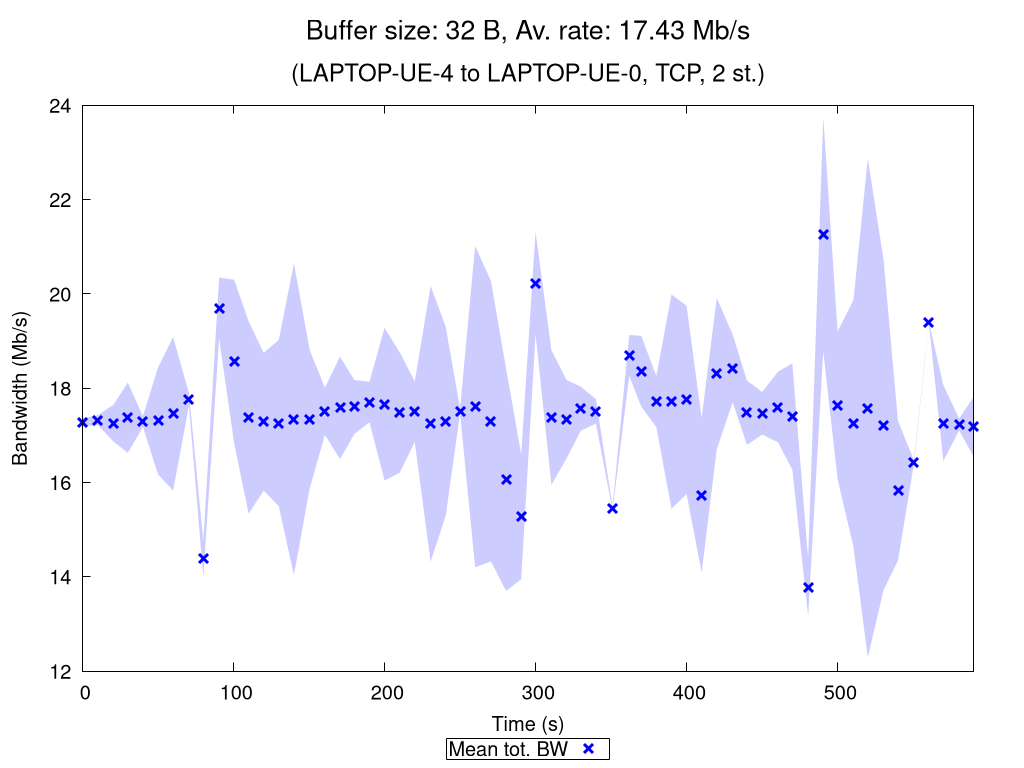 Buffer size: 32 B, Av. rate: 17.43 Mb/s
(LAPTOP-UE-4 to LAPTOP-UE-0, TCP, 2 st.)
24
22
20
18
16
14
12
Bandwidth (Mb/s)
0 100 200 300 400 500
Time (s)
Mean tot. BW